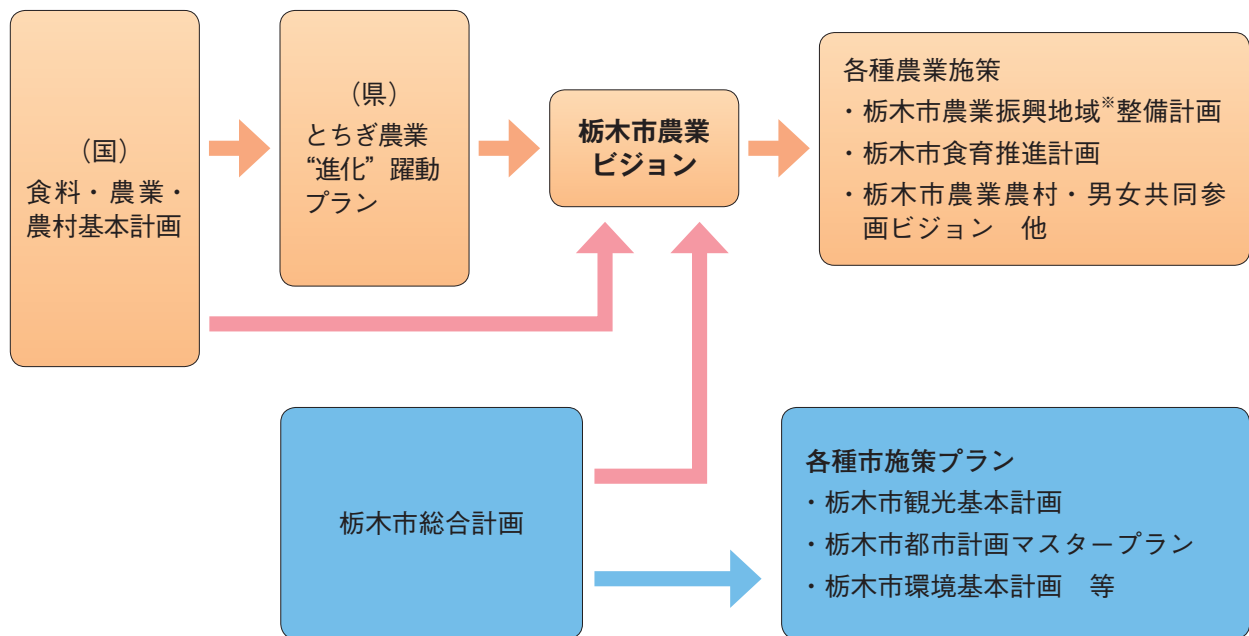 (国)
食料・農業・
農村基本計画
(県)
とちぎ農業
“進化”躍動
プラン
栃木市農業
ビジョン
各種農業施策
・栃木市農業振興地域※整備計画
・栃木市食育推進計画
・栃木市農業農村・男女共同参
画ビジョン　他
栃木市総合計画
各種市施策プラン
・栃木市観光基本計画
・栃木市都市計画マスタープラン
・栃木市環境基本計画　等